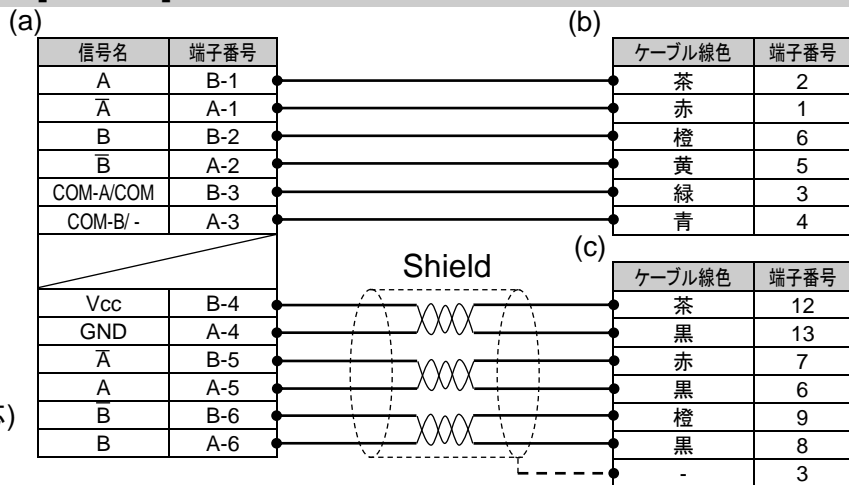 (a)
信号名 端子番号
A B-1
A̅ A-1
B B-2
B̅ A-2
COM-A/COM B-3
COM-B/ - A-3
Vcc B-4
GND A-4
A̅ B-5
A A-5
B̅ B-6
B A-6
)
Shield
(b)
ケーブル線色 端子番号
茶 2
赤 1
橙 6
黄 5
緑 3
青 4
(c)
ケーブル線色 端子番号
茶 12
黒 13
赤 7
黒 6
橙 9
黒 8
- 3